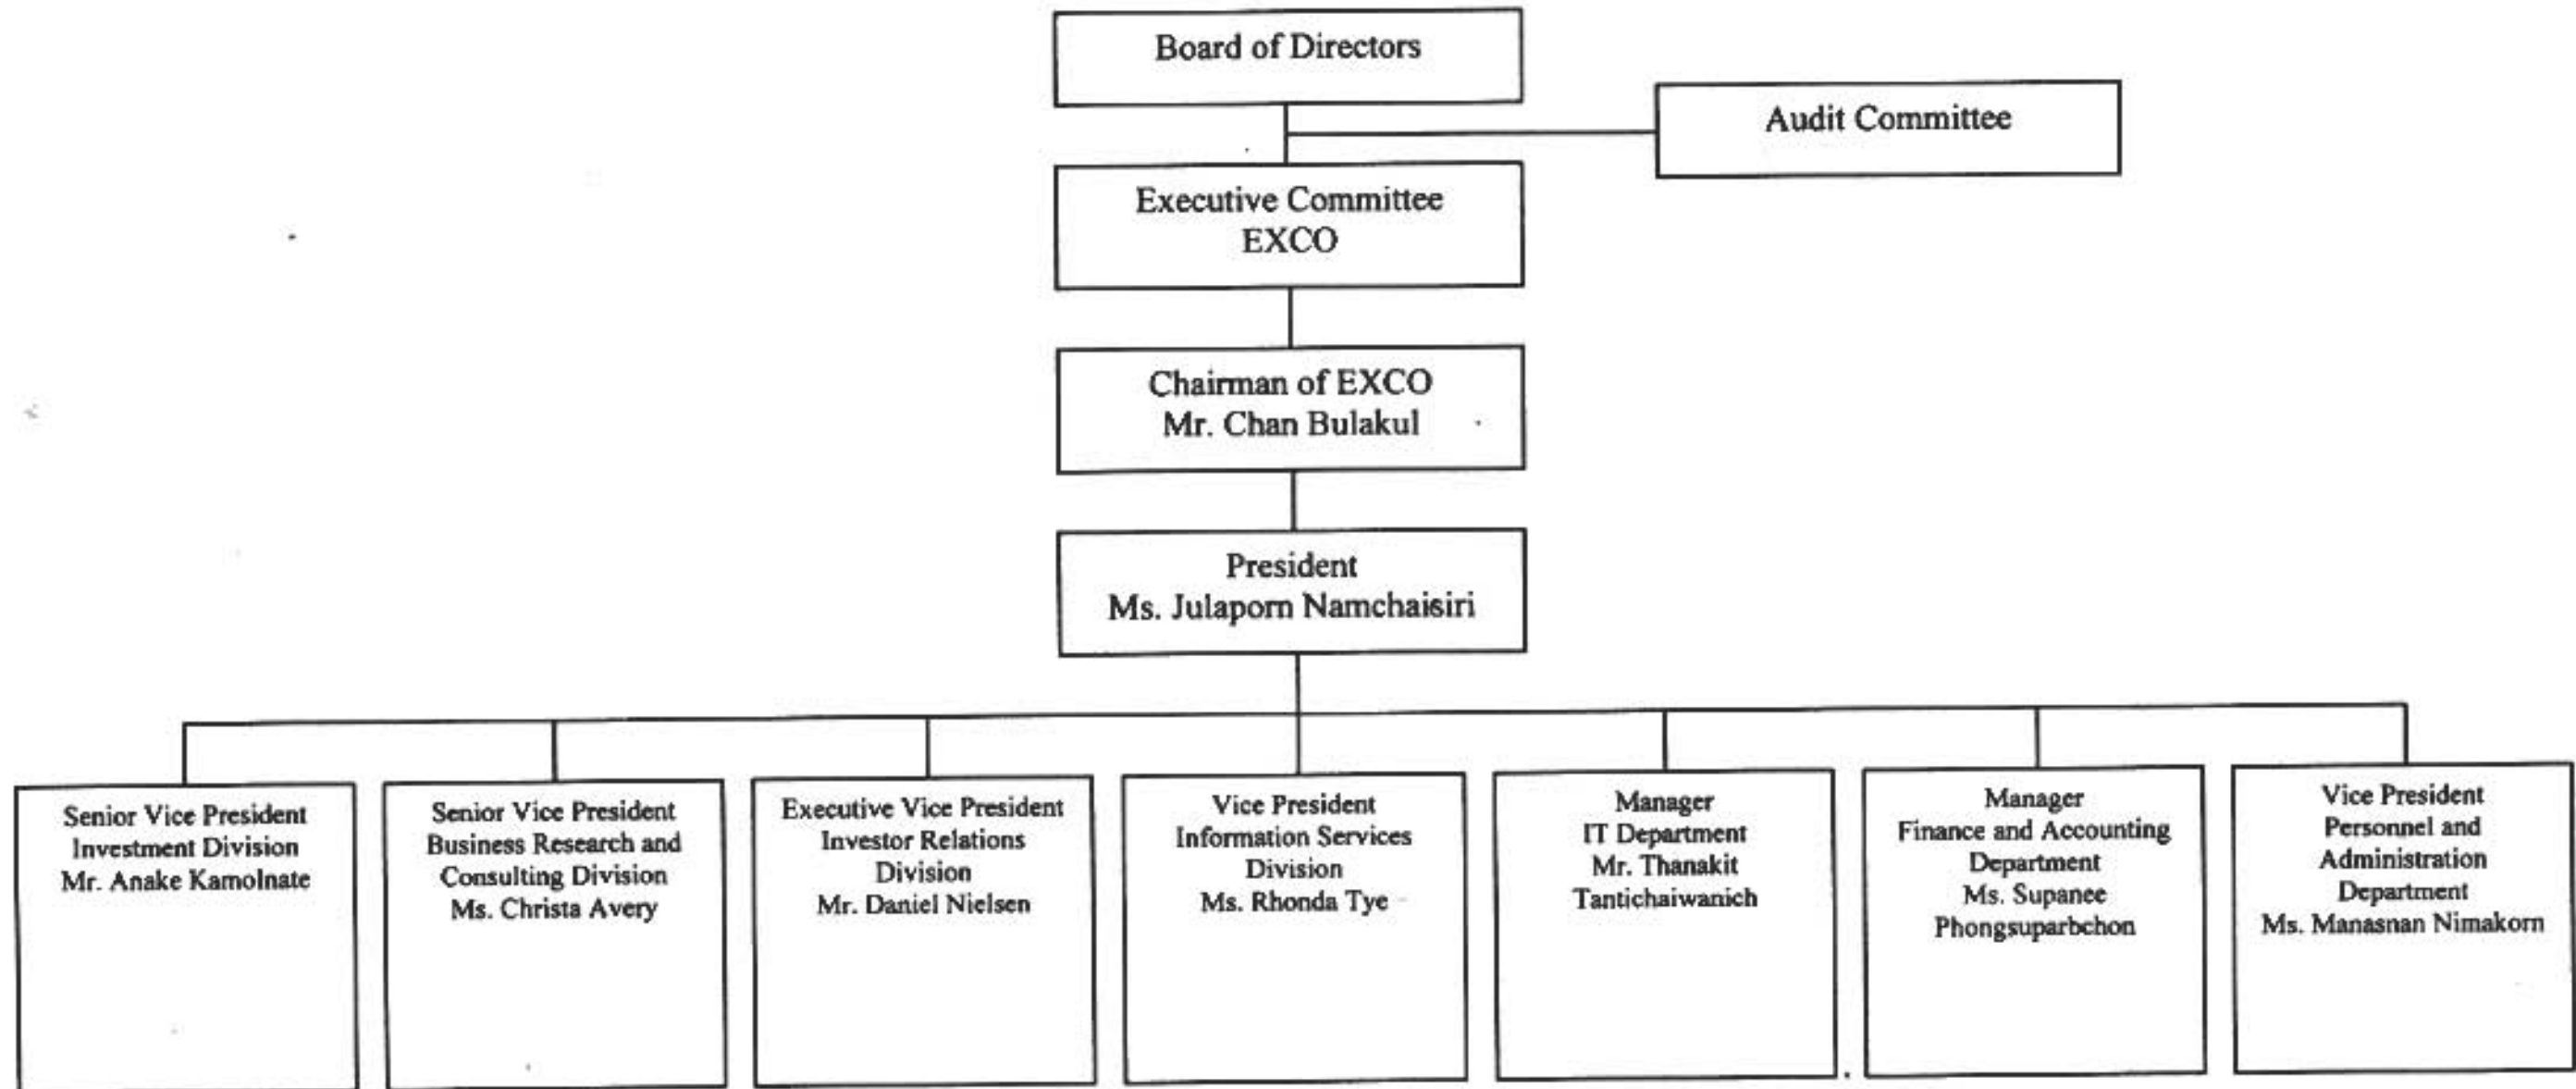 Board of Directors
Audit Committee
Executive Committee
EXCO
Chairman of EXCO
Mr. Chan Bulakul
President
Ms. Julaporn Namchaisiri
Senior Vice President
Investment Division
Mr. Anake Kamolnate
Senior Vice President
Business Research and
Consulting Division
Ms. Christa Avery
Executive Vice President
Investor Relations
Division
Mr. Daniel Nielsen
Vice President
Information Services
Division
Ms. Rhonda Tye
Manager
IT Department
Mr. Thanakit
Tantichaiwanich
Manager
Finance and Accounting
Department
Ms. Supanee
Phongsuparbchon
Vice President
Personnel and
Administration
Department
Ms. Manasnan Nimakorn